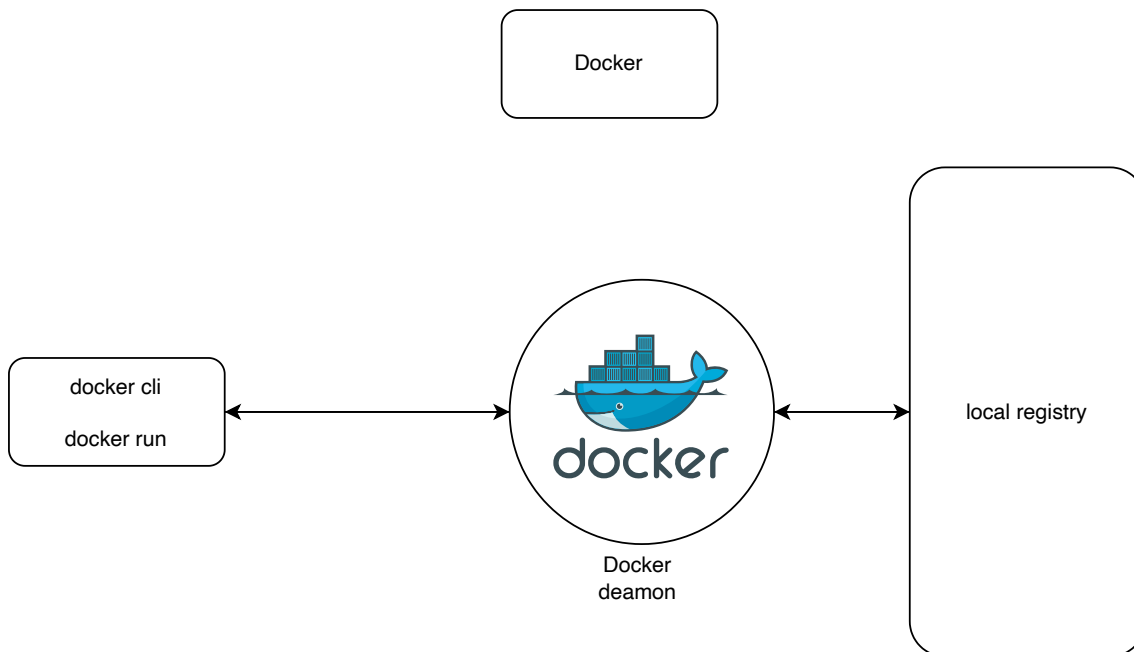 Docker
docker cli
docker run
docker
local registry
Docker
deamon